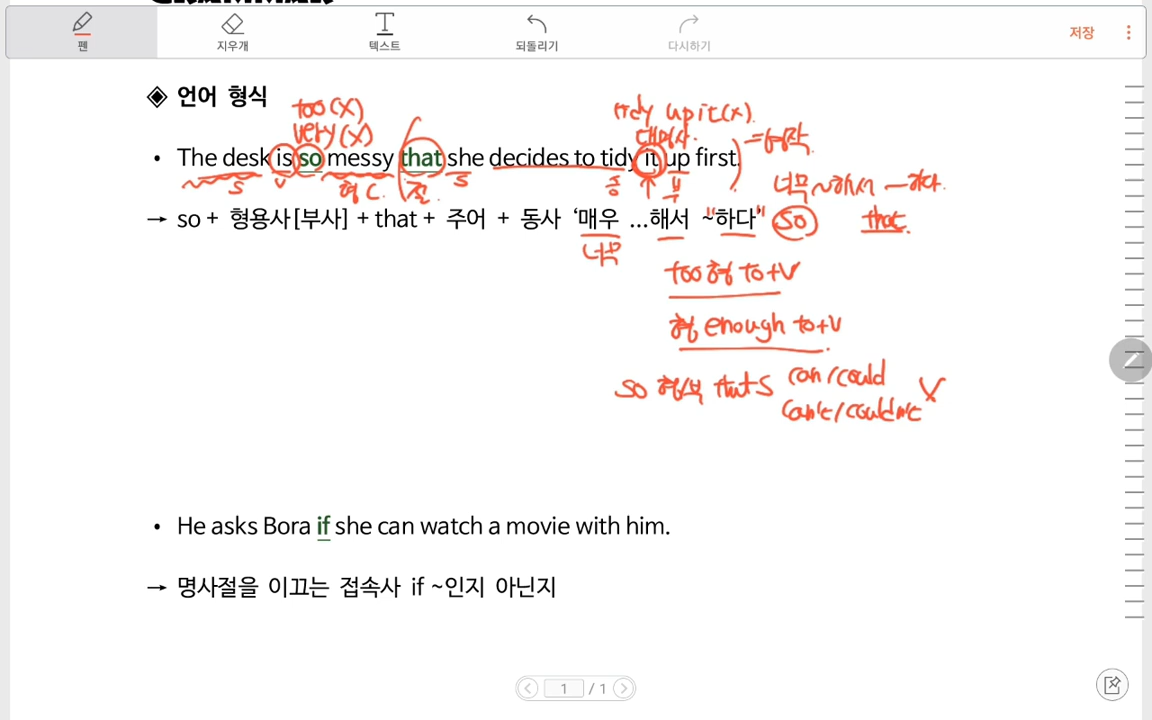 펜 지우개 텍스트 되돌리기 다시하기 저장
◈ 언어 형식
too(X)
very(X)
tidy up it(x).
대명사.
• The desk is so messy that she decides to tidy it up first.
S V 형 C. 절. S 동 부
너무 ~해서 —하다.
→ so + 형용사[부사] + that + 주어 + 동사 ‘매우 …해서 "~하다" so that.
너무
too 형 to+V
형 enough to+V
so 형/부 that S can/could X
can't/couldn't
• He asks Bora if she can watch a movie with him.
→ 명사절을 이끄는 접속사 if ~인지 아닌지
1 / 1